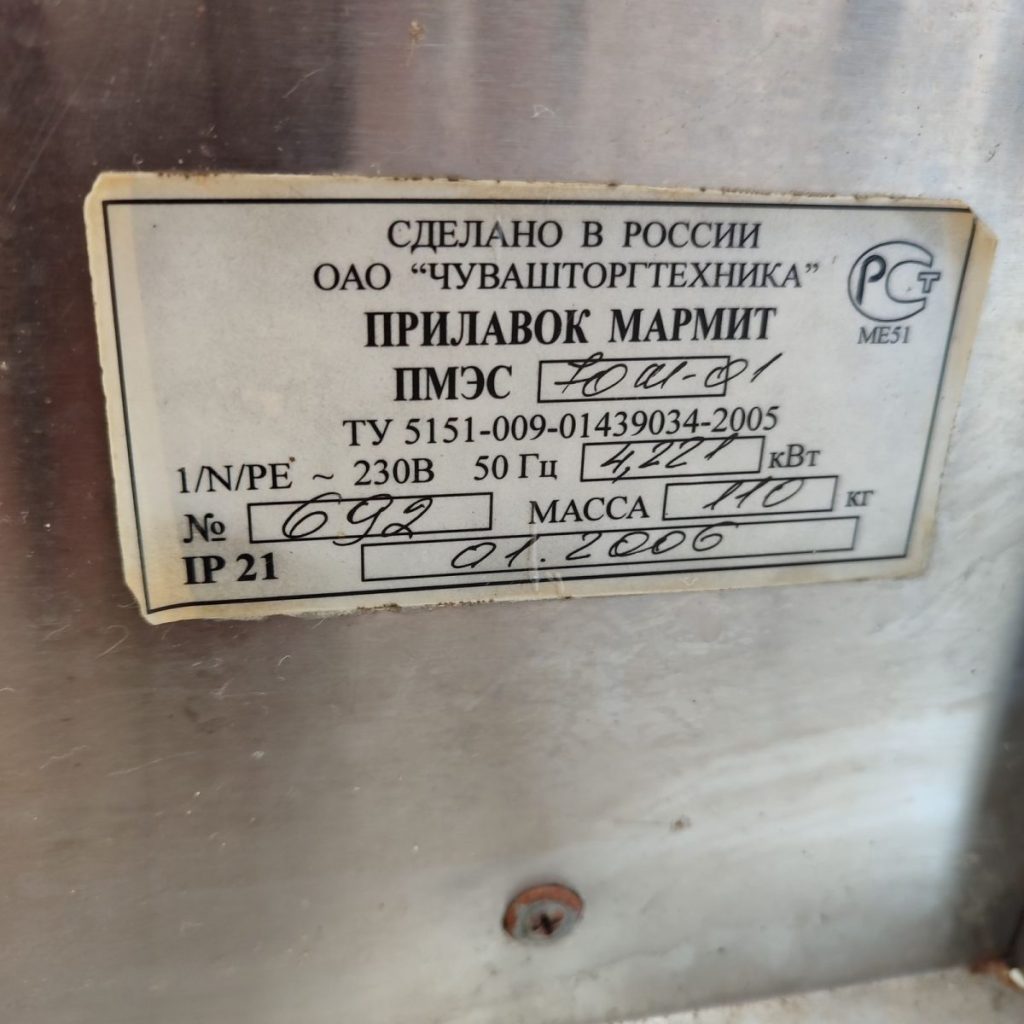 СДЕЛАНО В РОССИИ
ОАО “ЧУВАШТОРГТЕХНИКА”
РСТ
МЕ51
ПРИЛАВОК МАРМИТ
ПМЭС 70М-01
ТУ 5151-009-01439034-2005
1/N/PE ~ 230В 50 Гц 4,221 кВт
№ 692 МАССА 110 кг
IP 21 01.2006